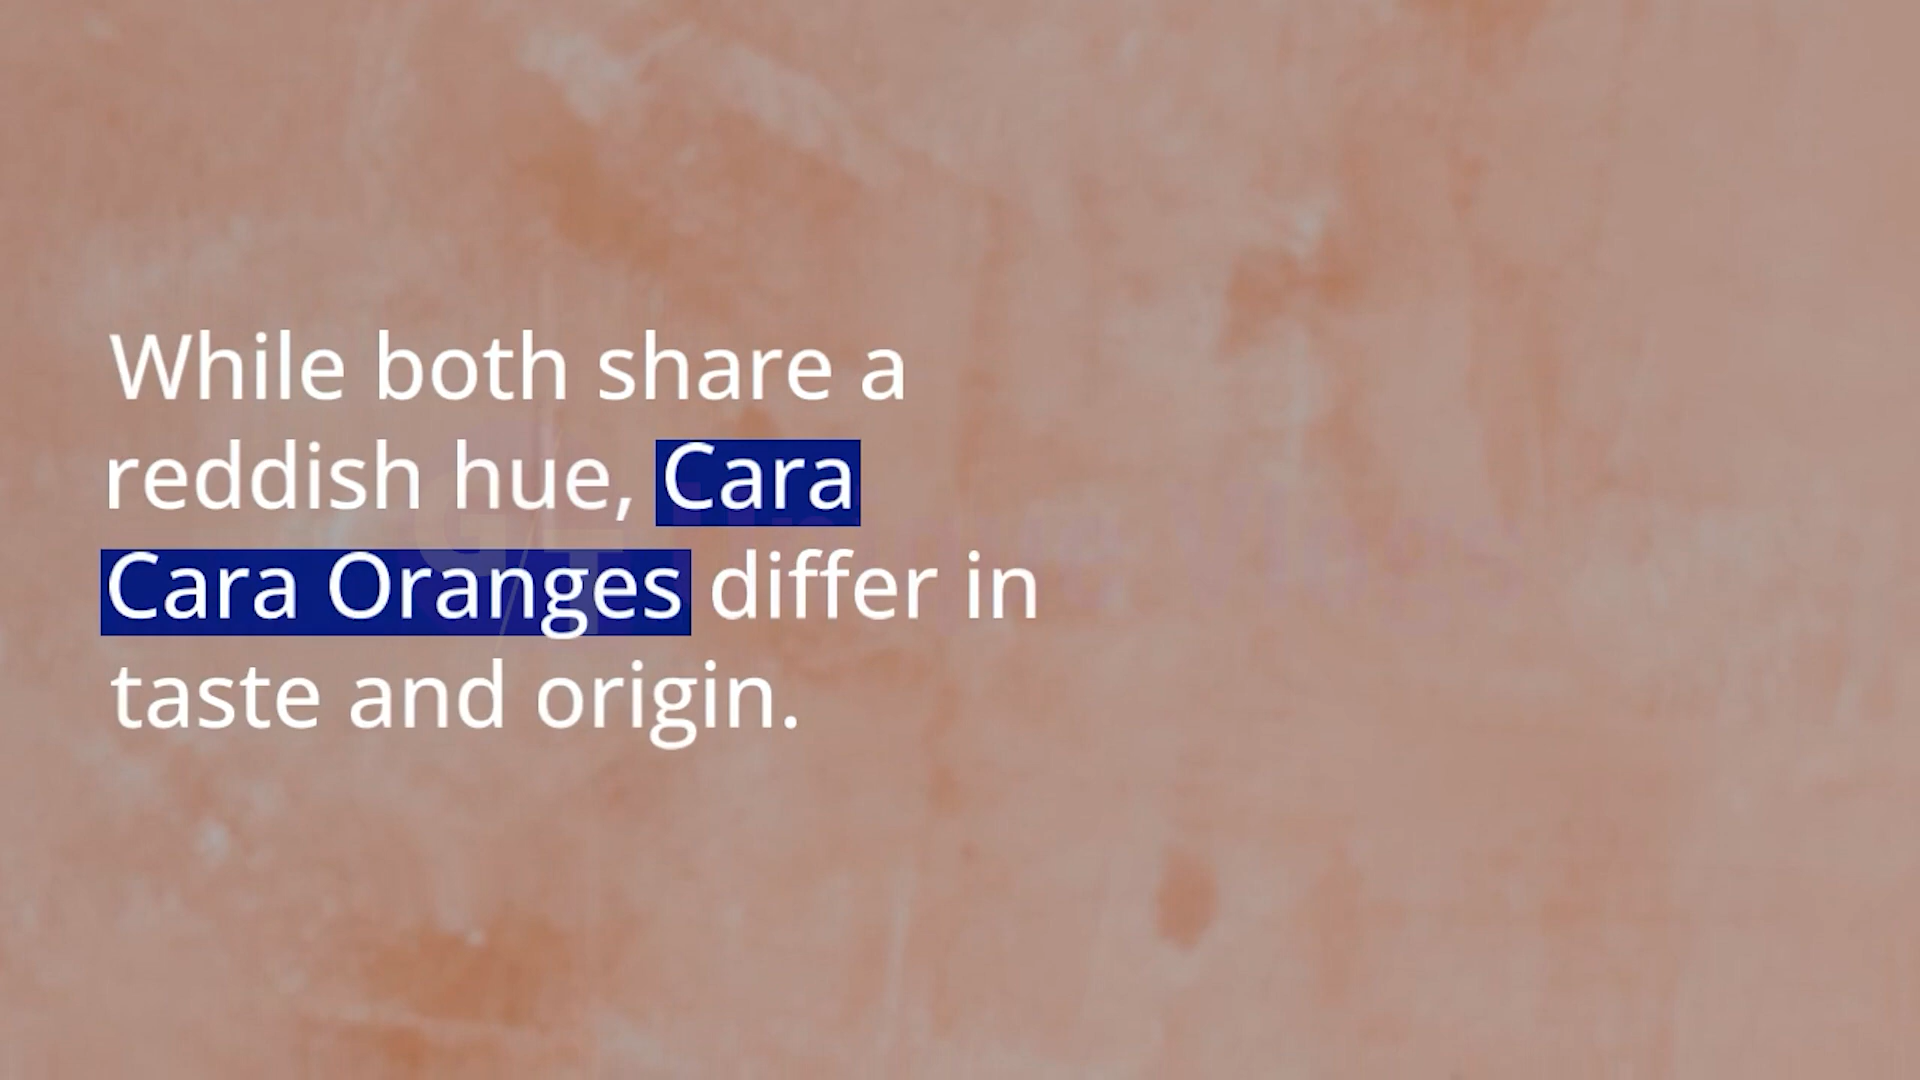 While both share a
reddish hue, Cara
Cara Oranges differ in
taste and origin.